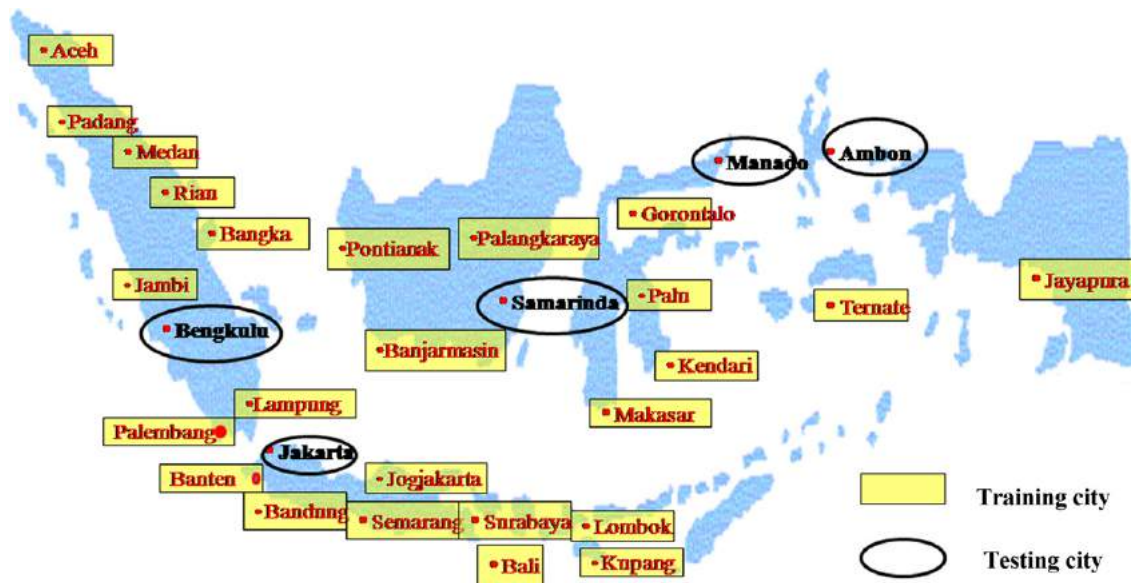 Aceh
Padang
Medan
Rian
Bangka
Jambi
Bengkulu
Lampung
Palembang
Jakarta
Banten
Bandung
Jogjakarta
Semarang
Surabaya
Lombok
Bali
Kupang
Pontianak
Palangkaraya
Samarinda
Banjarmasin
Manado
Ambon
Gorontalo
Palu
Kendari
Makasar
Ternate
Jayapura
Training city
Testing city